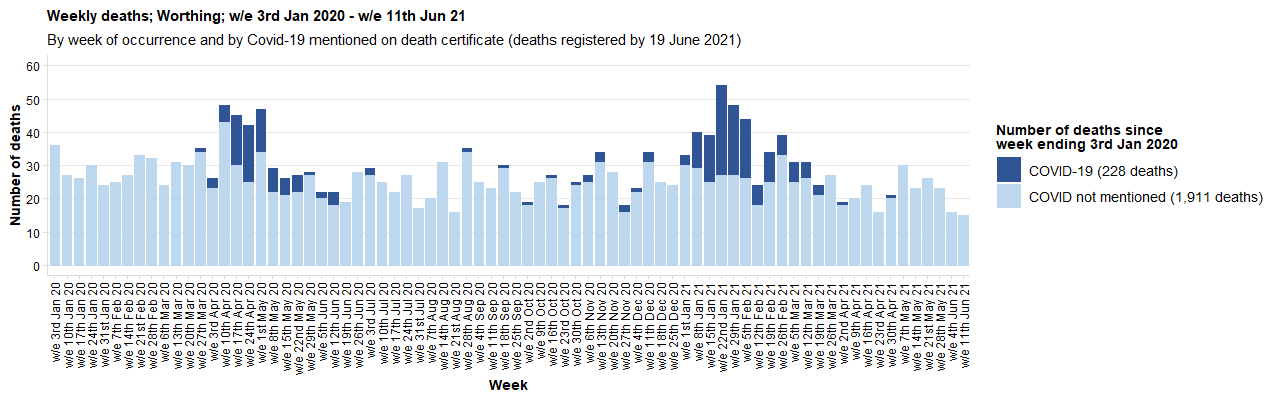 Weekly deaths; Worthing; w/e 3rd Jan 2020 - w/e 11th Jun 21
By week of occurrence and by Covid-19 mentioned on death certificate (deaths registered by 19 June 2021)
Number of deaths
60
50
40
30
20
10
0
Number of deaths since
week ending 3rd Jan 2020
COVID-19 (228 deaths)
COVID not mentioned (1,911 deaths)
w/e 3rd Jan 20
w/e 10th Jan 20
w/e 17th Jan 20
w/e 24th Jan 20
w/e 31st Jan 20
w/e 7th Feb 20
w/e 14th Feb 20
w/e 21st Feb 20
w/e 28th Feb 20
w/e 6th Mar 20
w/e 13th Mar 20
w/e 20th Mar 20
w/e 27th Mar 20
w/e 3rd Apr 20
w/e 10th Apr 20
w/e 17th Apr 20
w/e 24th Apr 20
w/e 1st May 20
w/e 8th May 20
w/e 15th May 20
w/e 22nd May 20
w/e 29th May 20
w/e 5th Jun 20
w/e 12th Jun 20
w/e 19th Jun 20
w/e 26th Jun 20
w/e 3rd Jul 20
w/e 10th Jul 20
w/e 17th Jul 20
w/e 24th Jul 20
w/e 31st Jul 20
w/e 7th Aug 20
w/e 14th Aug 20
w/e 21st Aug 20
w/e 28th Aug 20
w/e 4th Sep 20
w/e 11th Sep 20
w/e 18th Sep 20
w/e 25th Sep 20
w/e 2nd Oct 20
w/e 9th Oct 20
w/e 16th Oct 20
w/e 23rd Oct 20
w/e 30th Oct 20
w/e 6th Nov 20
w/e 13th Nov 20
w/e 20th Nov 20
w/e 27th Nov 20
w/e 4th Dec 20
w/e 11th Dec 20
w/e 18th Dec 20
w/e 25th Dec 20
w/e 1st Jan 21
w/e 8th Jan 21
w/e 15th Jan 21
w/e 22nd Jan 21
w/e 29th Jan 21
w/e 5th Feb 21
w/e 12th Feb 21
w/e 19th Feb 21
w/e 26th Feb 21
w/e 5th Mar 21
w/e 12th Mar 21
w/e 19th Mar 21
w/e 26th Mar 21
w/e 2nd Apr 21
w/e 9th Apr 21
w/e 16th Apr 21
w/e 23rd Apr 21
w/e 30th Apr 21
w/e 7th May 21
w/e 14th May 21
w/e 21st May 21
w/e 28th May 21
w/e 4th Jun 21
w/e 11th Jun 21
Week